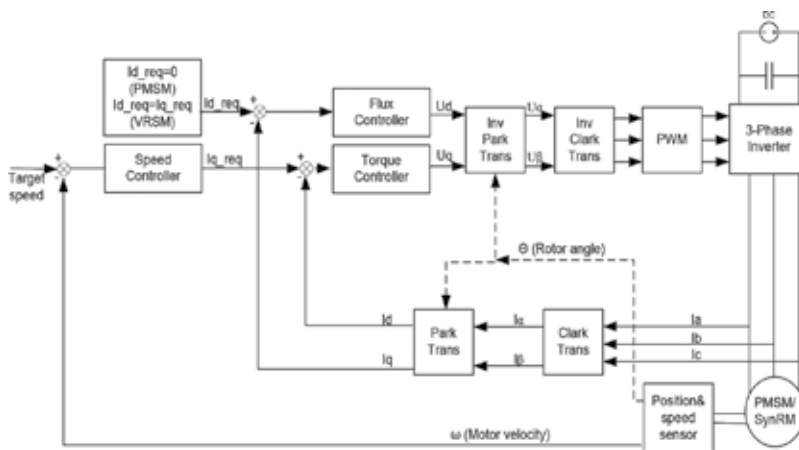 DC
Id_req=0
(PMSM)
Id_req=Iq_req
(VRSM)
Id_req
+
-
Flux
Controller
Ud
Inv
Park
Trans
Uα
Inv
Clark
Trans
PWM
3-Phase
Inverter
Target
speed
+
-
Speed
Controller
Iq_req
+
-
Torque
Controller
Uq
Uβ
Θ (Rotor angle)
Id
Park
Trans
Iα
Clark
Trans
Ia
Ib
Ic
Iq
Iβ
Position&
speed
sensor
PMSM/
SynRM
ω (Motor velocity)